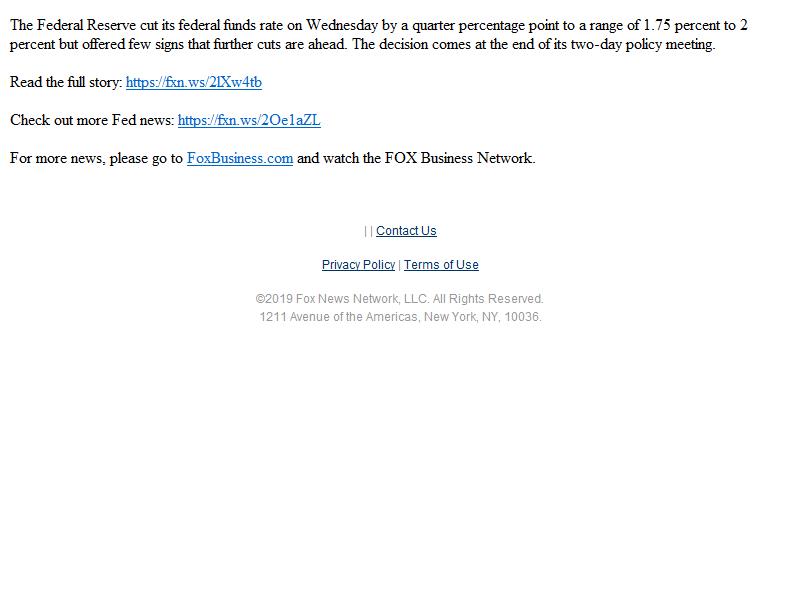 The Federal Reserve cut its federal funds rate on Wednesday by a quarter percentage point to a range of 1.75 percent to 2
percent but offered few signs that further cuts are ahead. The decision comes at the end of its two-day policy meeting.
Read the full story: https://fxn.ws/2lXw4tb
Check out more Fed news: https://fxn.ws/2Oe1aZL
For more news, please go to FoxBusiness.com and watch the FOX Business Network.
| | Contact Us
Privacy Policy | Terms of Use
©2019 Fox News Network, LLC. All Rights Reserved.
1211 Avenue of the Americas, New York, NY, 10036.